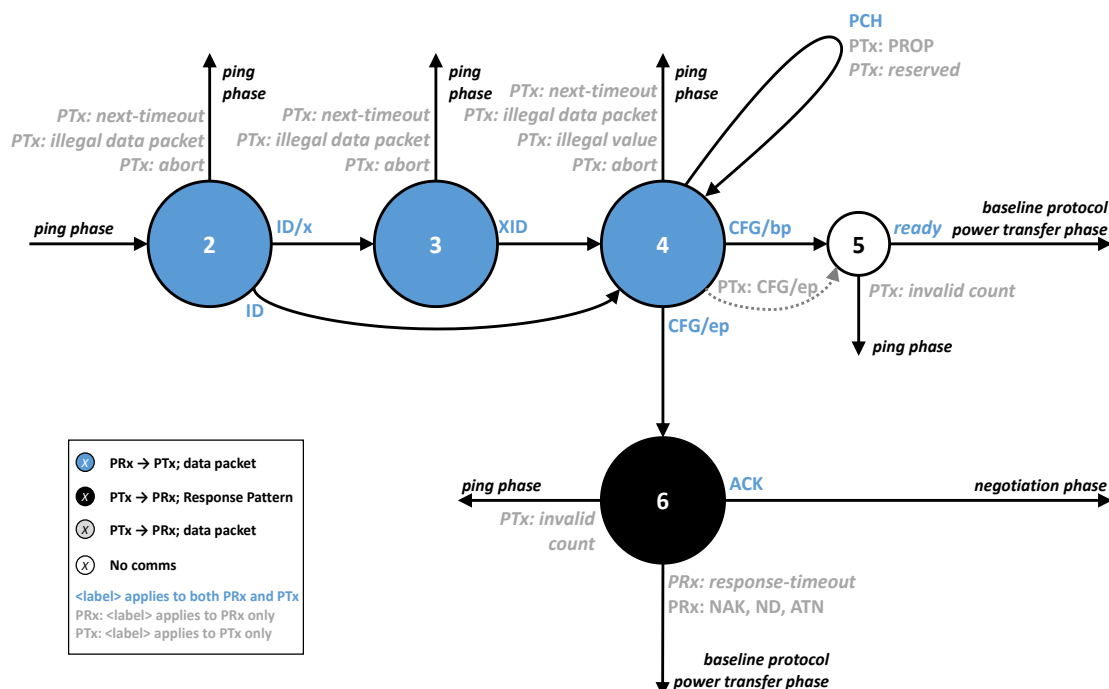 PCH
PTx: PROP
PTx: reserved
ping
phase
PTx: next-timeout
PTx: illegal data packet
PTx: abort
ping
phase
PTx: next-timeout
PTx: illegal data packet
PTx: abort
ping
phase
PTx: next-timeout
PTx: illegal data packet
PTx: illegal value
PTx: abort
ping phase
2
ID/x
3
XID
4
CFG/bp
5
ready
baseline protocol
power transfer phase
ID
PTx: CFG/ep
PTx: invalid count
CFG/ep
ping phase
X PRx → PTx; data packet
X PTx → PRx; Response Pattern
X PTx → PRx; data packet
X No comms
<label> applies to both PRx and PTx
PRx: <label> applies to PRx only
PTx: <label> applies to PTx only
ping phase
PTx: invalid
count
6
ACK
negotiation phase
PRx: response-timeout
PRx: NAK, ND, ATN
baseline protocol
power transfer phase